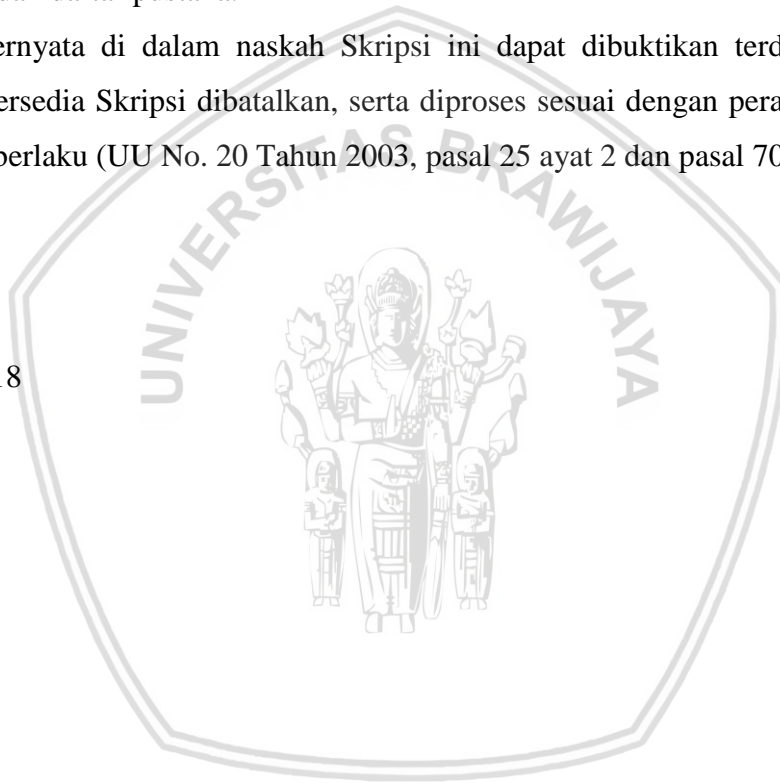 ernyata di dalam naskah Skripsi ini dapat dibuktikan terd
ersedia Skripsi dibatalkan, serta diproses sesuai dengan pera
berlaku (UU No. 20 Tahun 2003, pasal 25 ayat 2 dan pasal 70
UNIVERSITAS BRAWIJAYA
18